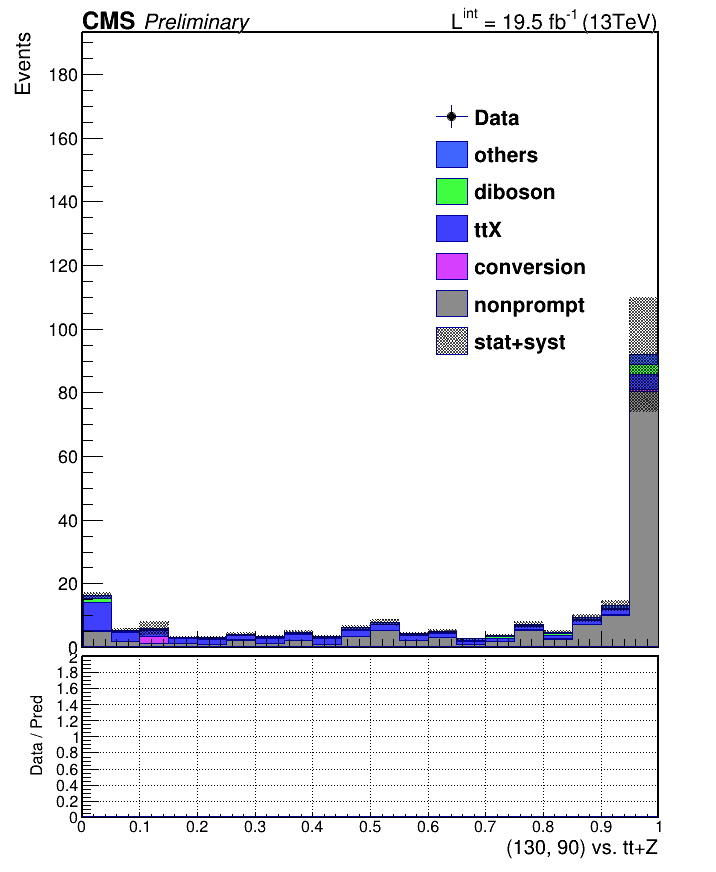 CMS Preliminary
L^int = 19.5 fb^-1 (13TeV)
Events
180
160
140
120
100
80
60
40
20
0
Data
others
diboson
ttX
conversion
nonprompt
stat+syst
Data / Pred
2
1.8
1.6
1.4
1.2
1
0.8
0.6
0.4
0.2
0
0 0.1 0.2 0.3 0.4 0.5 0.6 0.7 0.8 0.9 1
(130, 90) vs. tt+Z